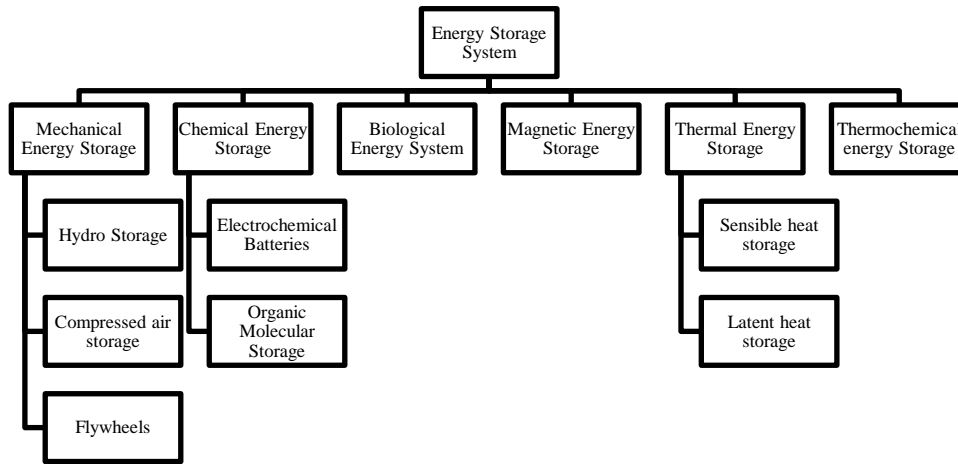 Energy Storage
System
Mechanical
Energy Storage
Chemical Energy
Storage
Biological
Energy System
Magnetic Energy
Storage
Thermal Energy
Storage
Thermochemical
energy Storage
Hydro Storage
Compressed air
storage
Flywheels
Electrochemical
Batteries
Organic
Molecular
Storage
Sensible heat
storage
Latent heat
storage